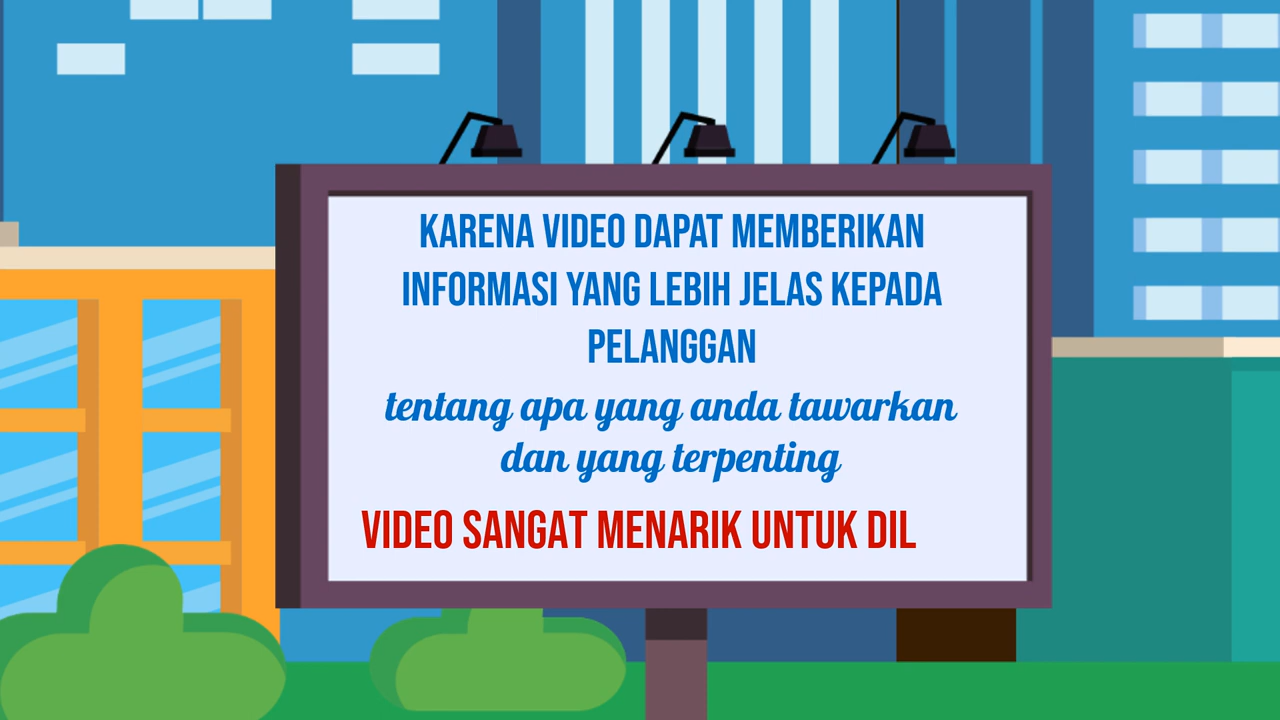 KARENA VIDEO DAPAT MEMBERIKAN
INFORMASI YANG LEBIH JELAS KEPADA
PELANGGAN
tentang apa yang anda tawarkan
dan yang terpenting
VIDEO SANGAT MENARIK UNTUK DIL